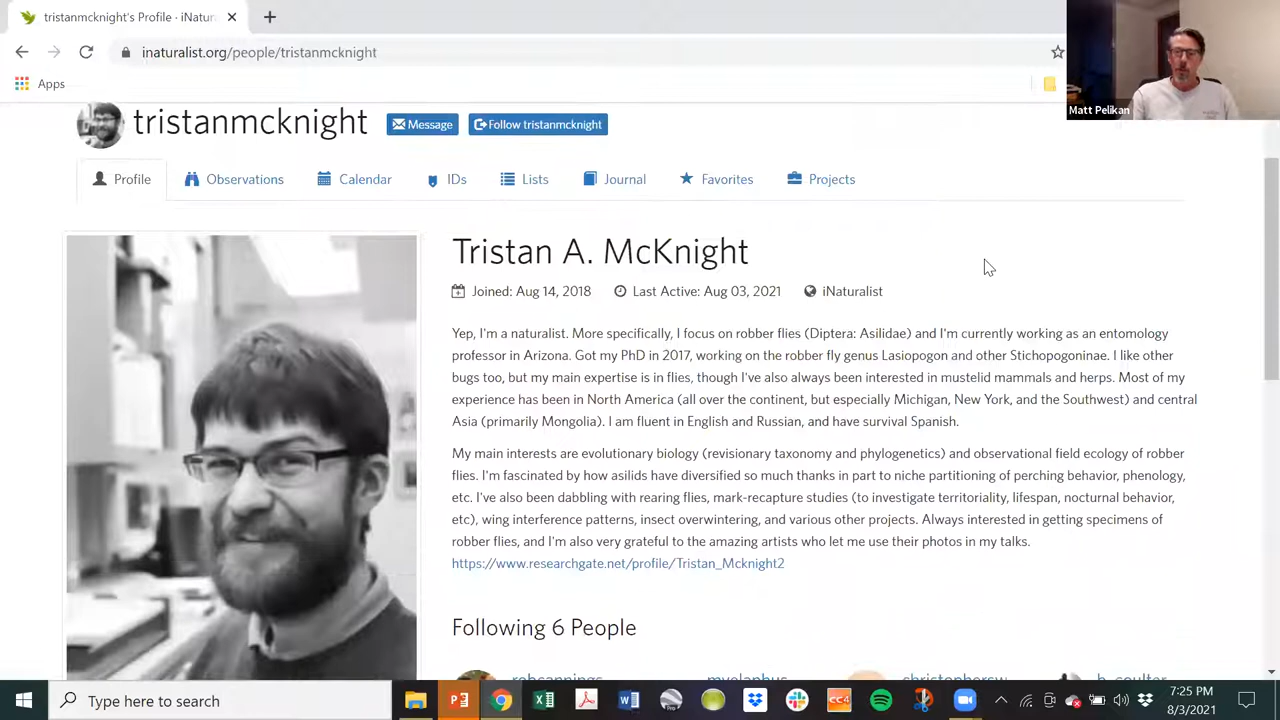 tristanmcknight's Profile · iNatur
inaturalist.org/people/tristanmcknight
Apps
Matt Pelikan
tristanmcknight
Message
Follow tristanmcknight
Profile
Observations
Calendar
IDs
Lists
Journal
Favorites
Projects
Tristan A. McKnight
Joined: Aug 14, 2018
Last Active: Aug 03, 2021
iNaturalist
Yep, I'm a naturalist. More specifically, I focus on robber flies (Diptera: Asilidae) and I'm currently working as an entomology
professor in Arizona. Got my PhD in 2017, working on the robber fly genus Lasiopogon and other Stichopogoninae. I like other
bugs too, but my main expertise is in flies, though I've also always been interested in mustelid mammals and herps. Most of my
experience has been in North America (all over the continent, but especially Michigan, New York, and the Southwest) and central
Asia (primarily Mongolia). I am fluent in English and Russian, and have survival Spanish.
My main interests are evolutionary biology (revisionary taxonomy and phylogenetics) and observational field ecology of robber
flies. I'm fascinated by how asilids have diversified so much thanks in part to niche partitioning of perching behavior, phenology,
etc. I've also been dabbling with rearing flies, mark-recapture studies (to investigate territoriality, lifespan, nocturnal behavior,
etc), wing interference patterns, insect overwintering, and various other projects. Always interested in getting specimens of
robber flies, and I'm also very grateful to the amazing artists who let me use their photos in my talks.
https://www.researchgate.net/profile/Tristan_Mcknight2
Following 6 People
robcannings
myelaphus
christophersw
b_coulter
Type here to search
CC4
7:25 PM
8/3/2021